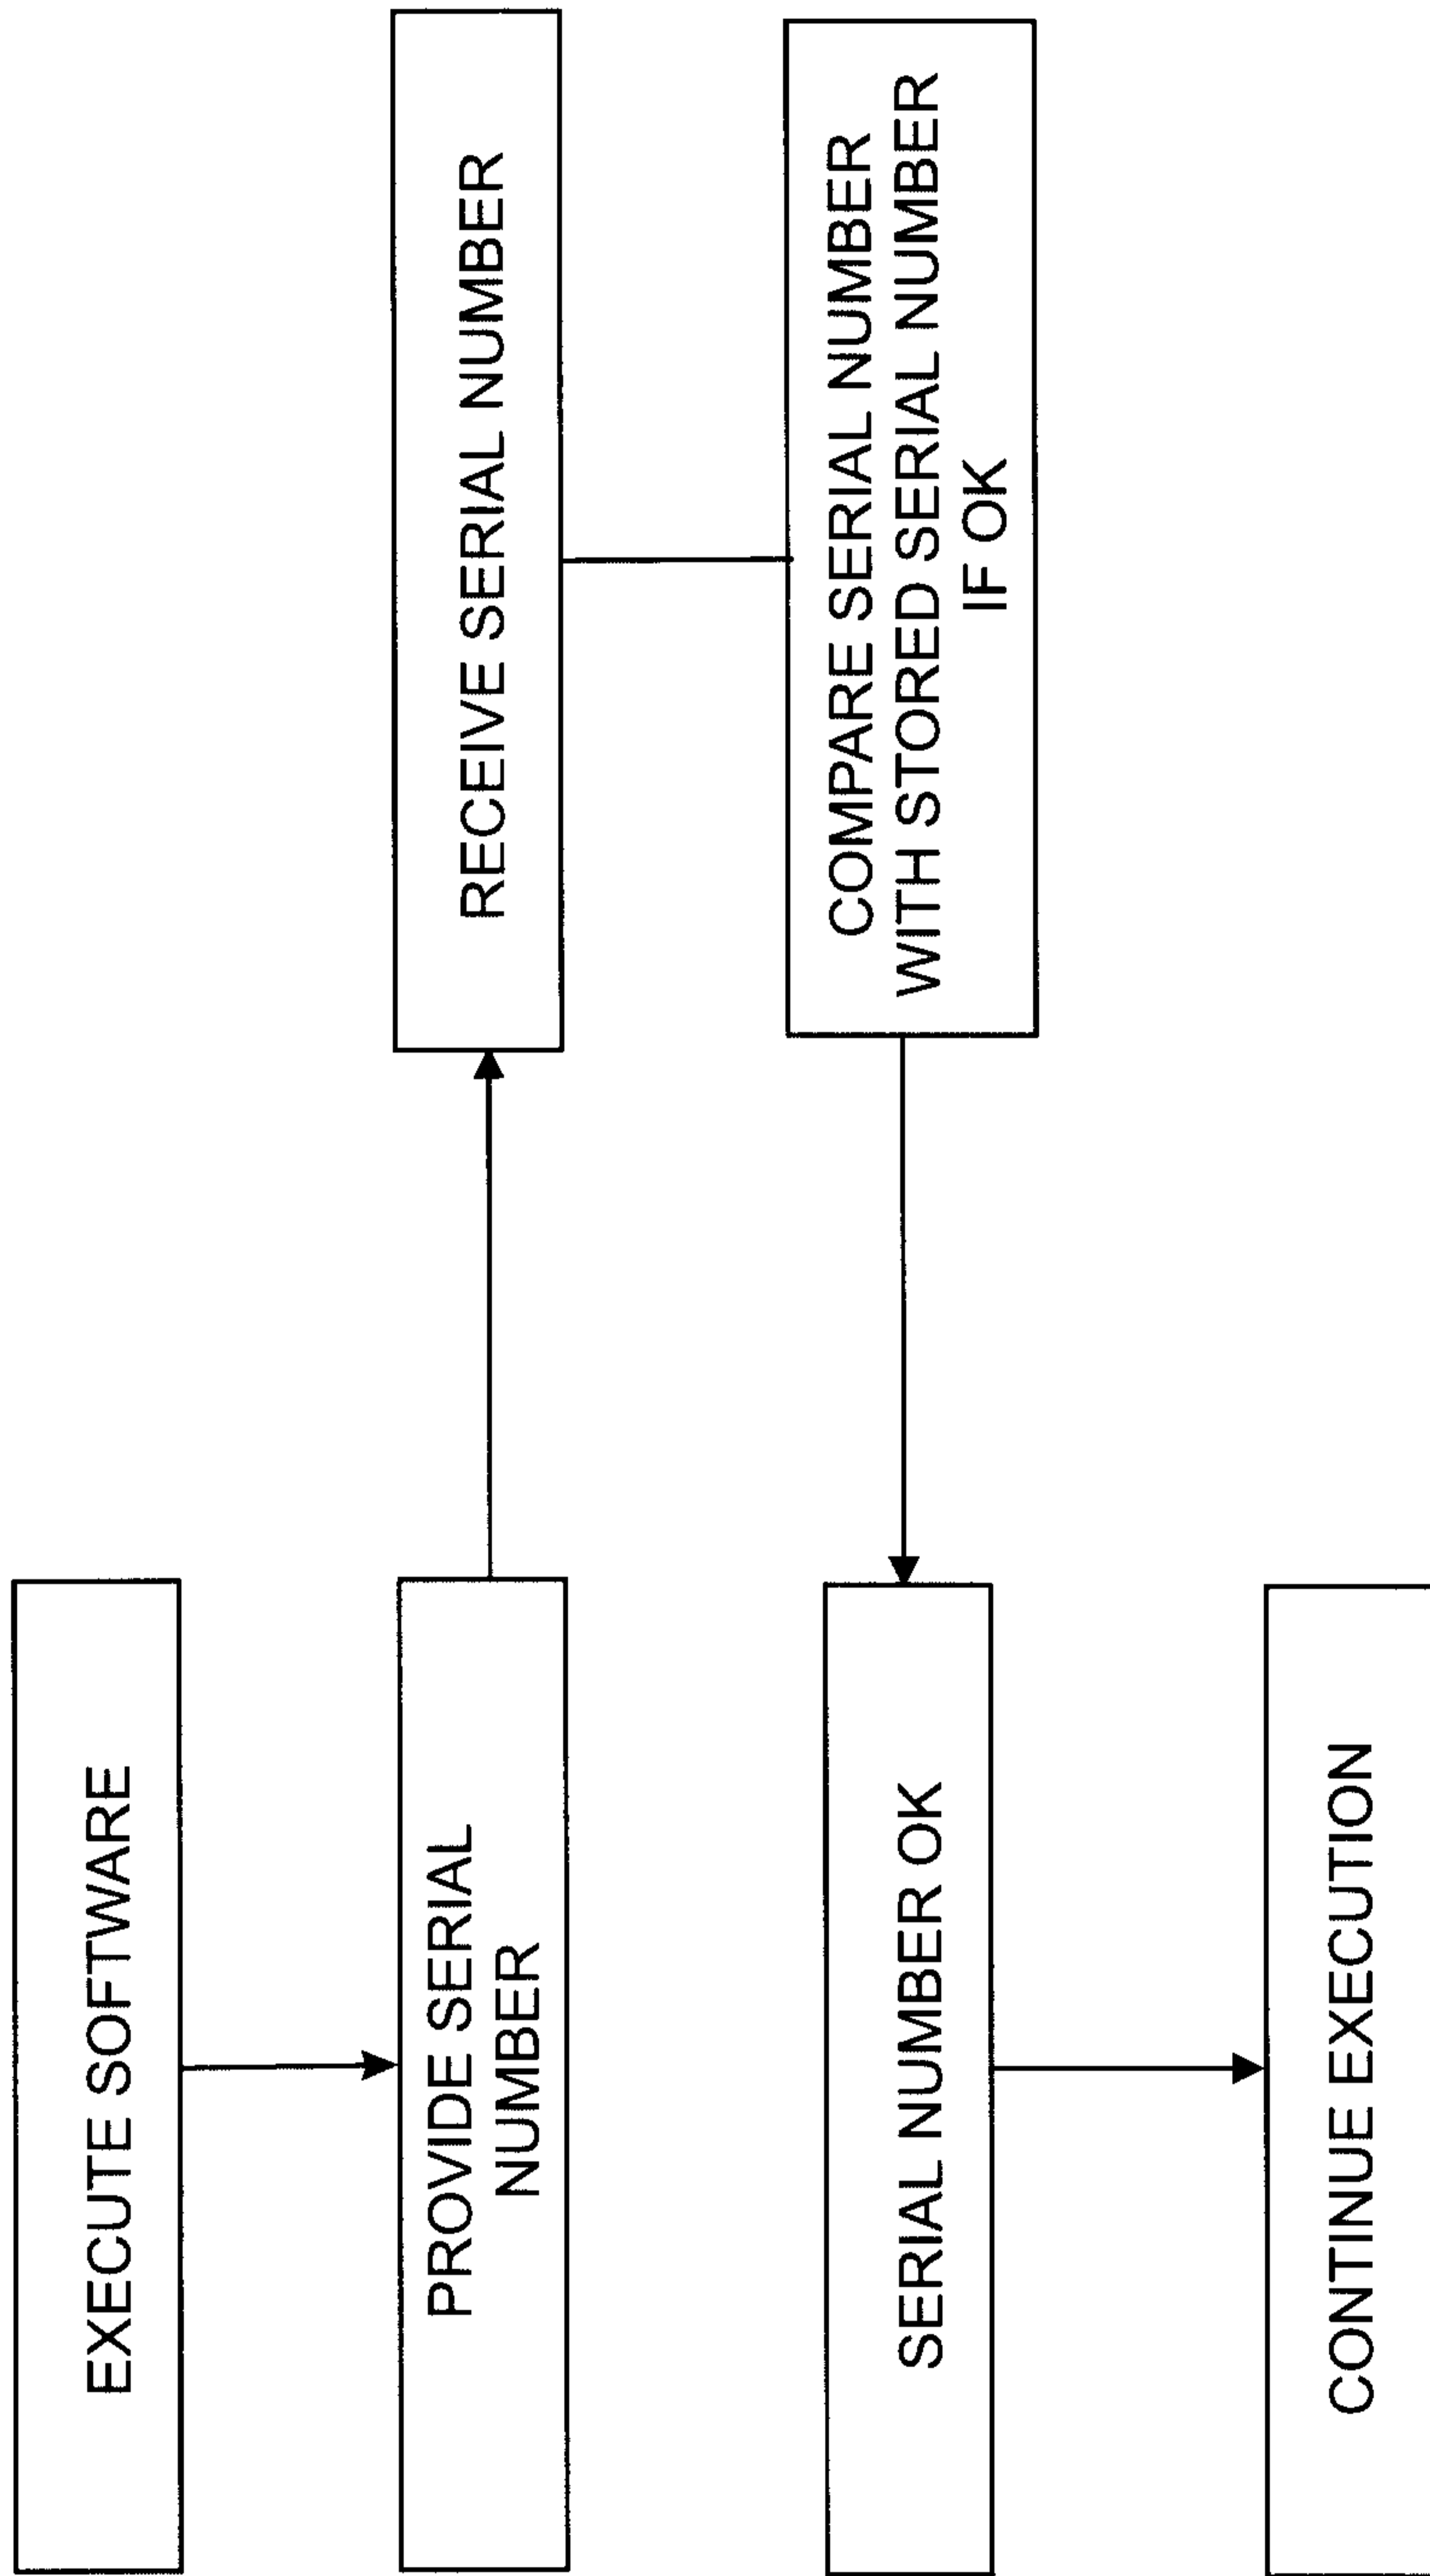 EXECUTE SOFTWARE
PROVIDE SERIAL
NUMBER
RECEIVE SERIAL NUMBER
COMPARE SERIAL NUMBER
WITH STORED SERIAL NUMBER
IF OK
SERIAL NUMBER OK
CONTINUE EXECUTION